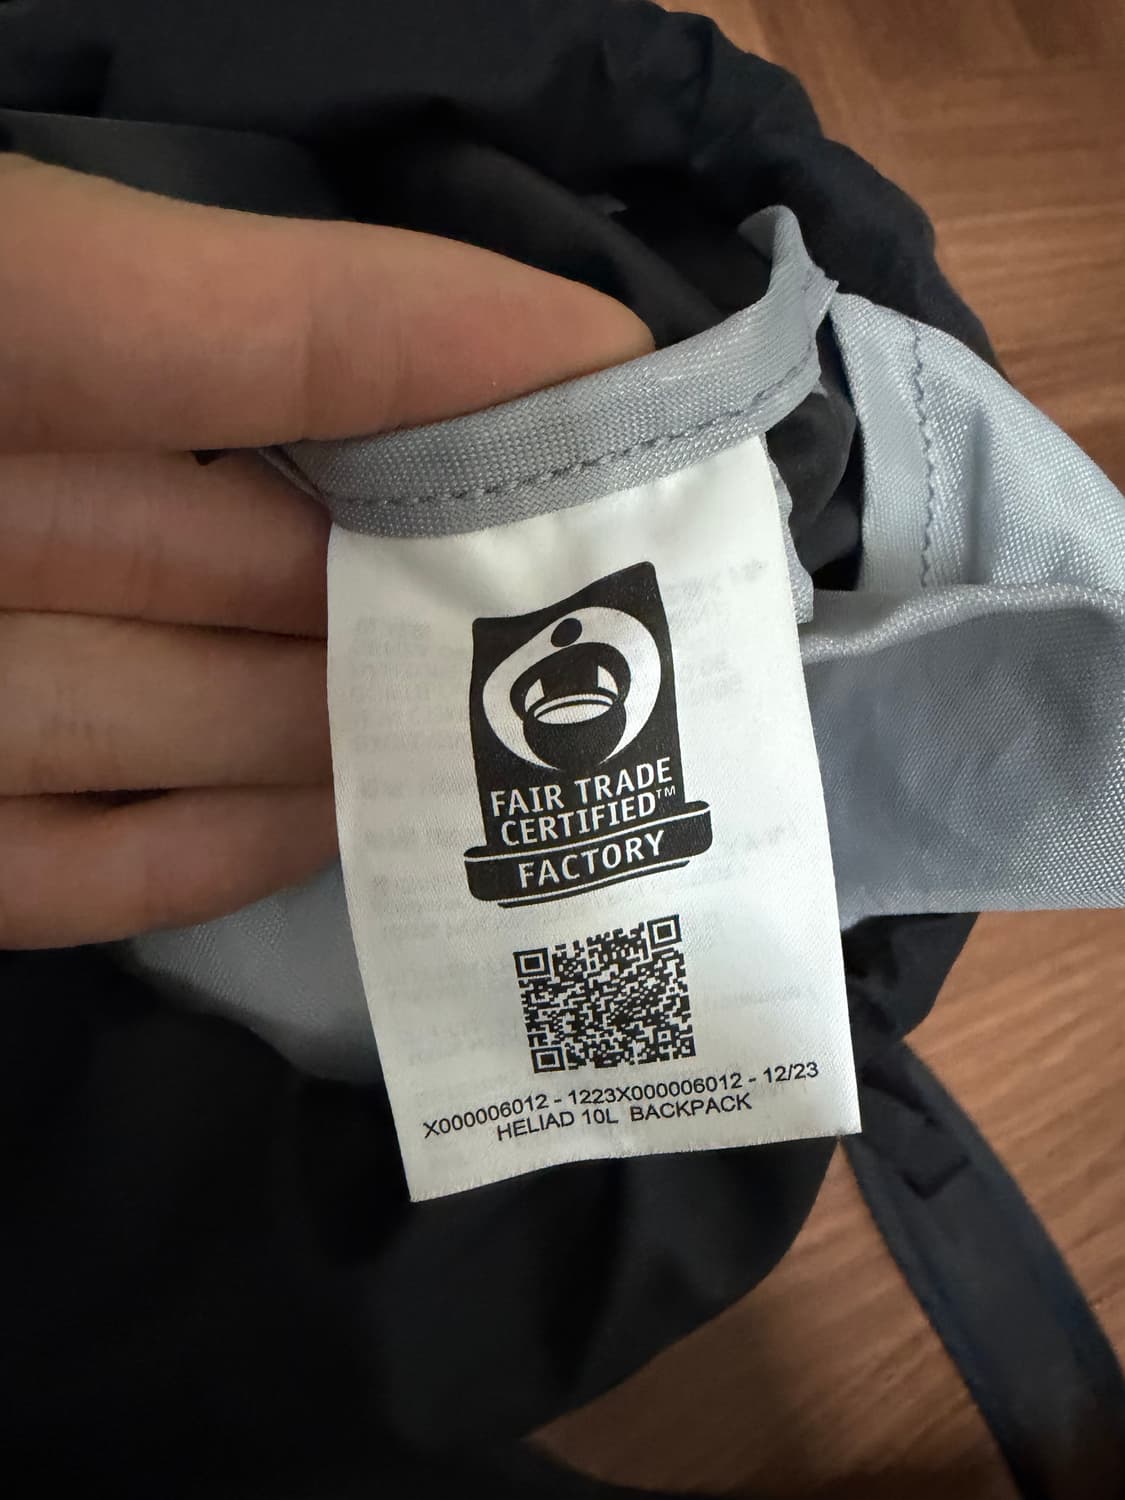 FAIR TRADE
CERTIFIED™
FACTORY
X000006012 - 1223X000006012 - 12/23
HELIAD 10L BACKPACK